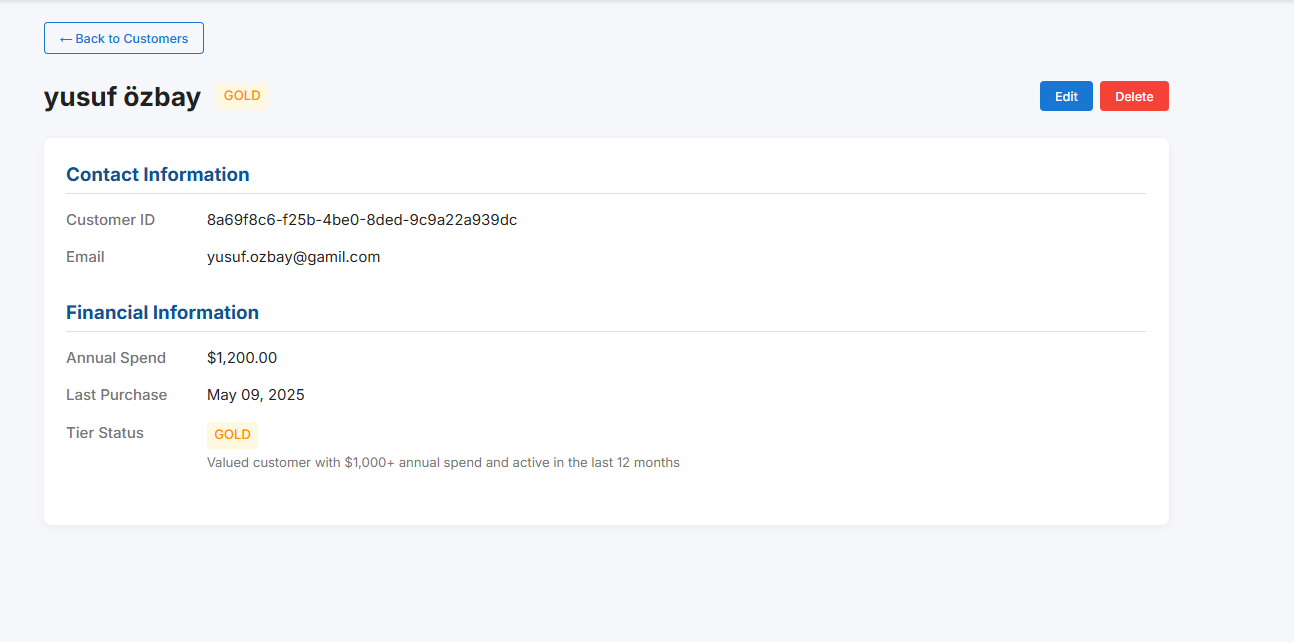 ← Back to Customers
yusuf özbay GOLD
Edit Delete
Contact Information
Customer ID 8a69f8c6-f25b-4be0-8ded-9c9a22a939dc
Email yusuf.ozbay@gamil.com
Financial Information
Annual Spend $1,200.00
Last Purchase May 09, 2025
Tier Status GOLD
Valued customer with $1,000+ annual spend and active in the last 12 months